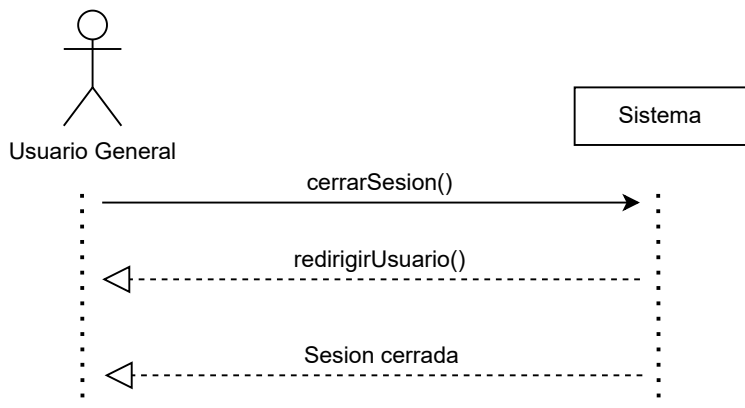 Usuario General
Sistema
cerrarSesion()
redirigirUsuario()
Sesion cerrada